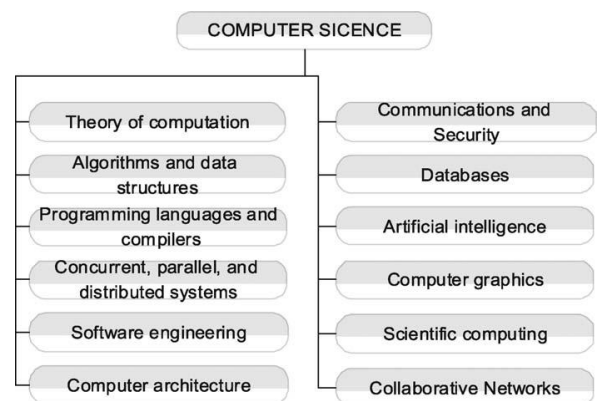 COMPUTER SICENCE
Theory of computation
Algorithms and data
structures
Programming languages and
compilers
Concurrent, parallel, and
distributed systems
Software engineering
Computer architecture
Communications and
Security
Databases
Artificial intelligence
Computer graphics
Scientific computing
Collaborative Networks